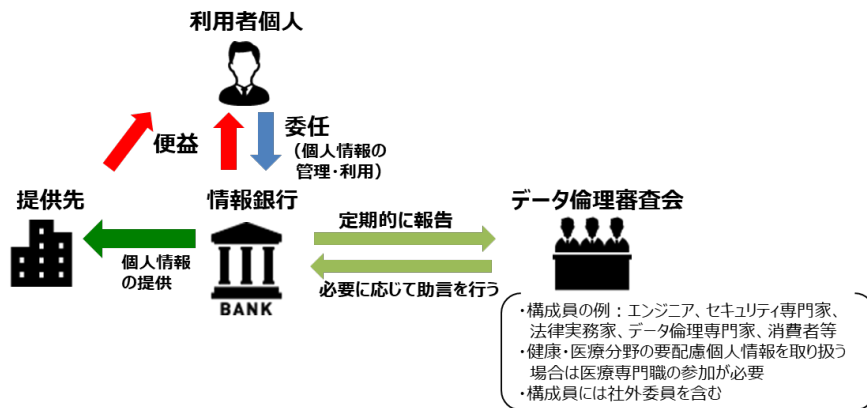 利用者個人
便益
委任
（個人情報の
管理・利用）
提供先
情報銀行
データ倫理審査会
定期的に報告
個人情報
の提供
必要に応じて助言を行う
BANK
・構成員の例：エンジニア、セキュリティ専門家、
法律実務家、データ倫理専門家、消費者等
・健康・医療分野の要配慮個人情報を取り扱う
場合は医療専門職の参加が必要
・構成員には社外委員を含む